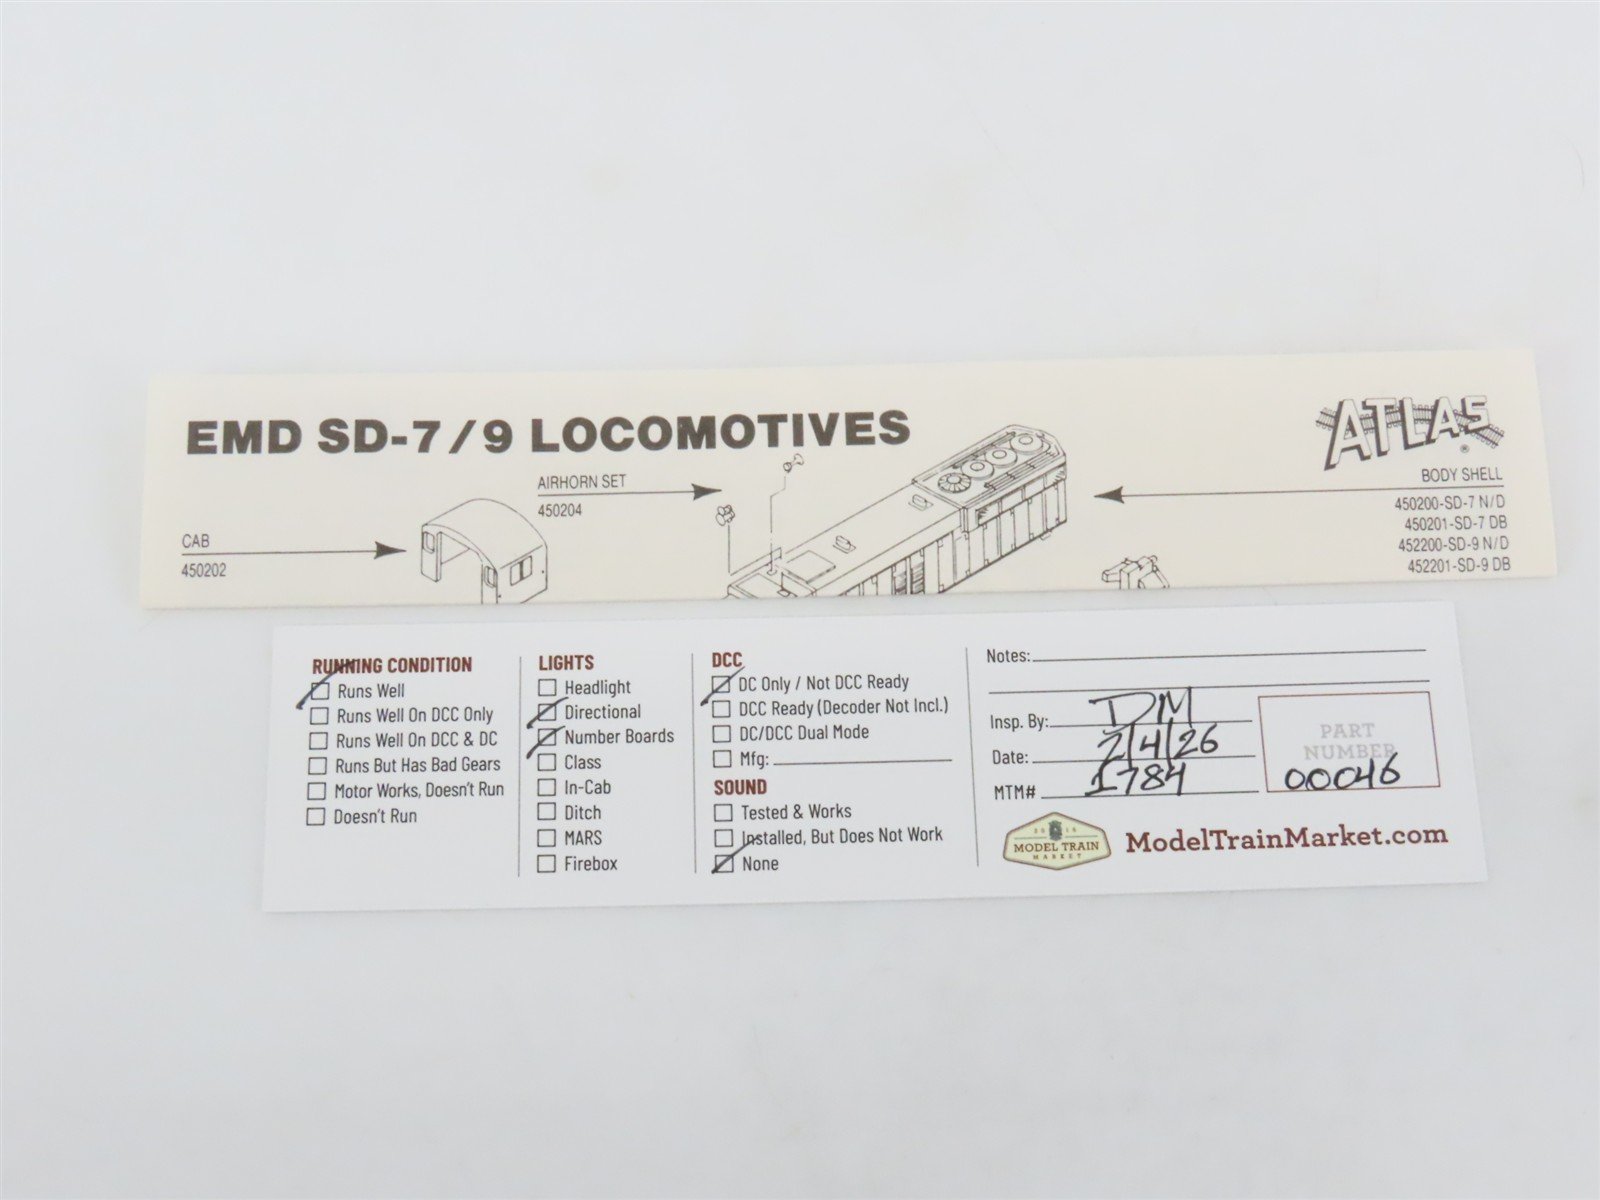 EMD SD-7/9 LOCOMOTIVES
ATLAS
®
AIRHORN SET
450204
CAB
450202
BODY SHELL
450200-SD-7 N/D
450201-SD-7 DB
452200-SD-9 N/D
452201-SD-9 DB
RUNNING CONDITION
Runs Well
Runs Well On DCC Only
Runs Well On DCC & DC
Runs But Has Bad Gears
Motor Works, Doesn't Run
Doesn't Run
LIGHTS
Headlight
Directional
Number Boards
Class
In-Cab
Ditch
MARS
Firebox
DCC
DC Only / Not DCC Ready
DCC Ready (Decoder Not Incl.)
DC/DCC Dual Mode
Mfg:
SOUND
Tested & Works
Installed, But Does Not Work
None
Notes:
Insp. By: DM
Date: 2/4/26
MTM# 1784
PART
NUMBER
00046
2015
MODEL TRAIN
MARKET
ModelTrainMarket.com